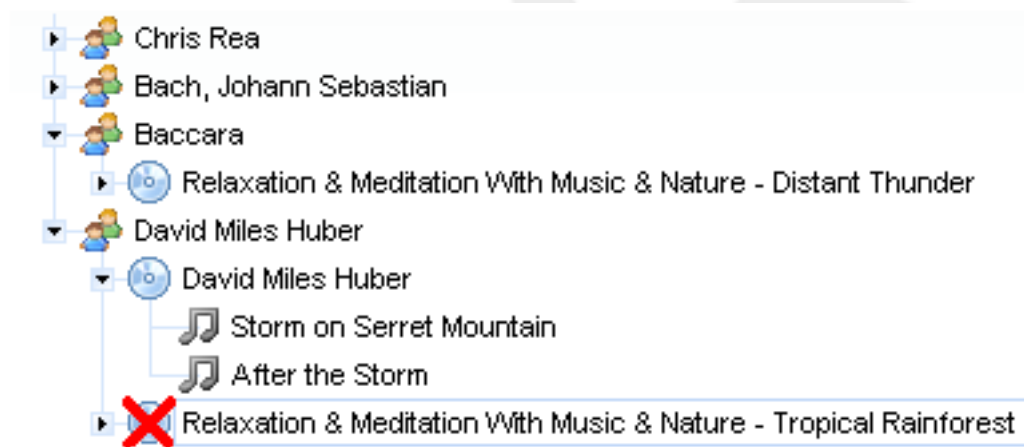 Chris Rea
Bach, Johann Sebastian
Baccara
Relaxation & Meditation With Music & Nature - Distant Thunder
David Miles Huber
David Miles Huber
Storm on Serret Mountain
After the Storm
Relaxation & Meditation With Music & Nature - Tropical Rainforest